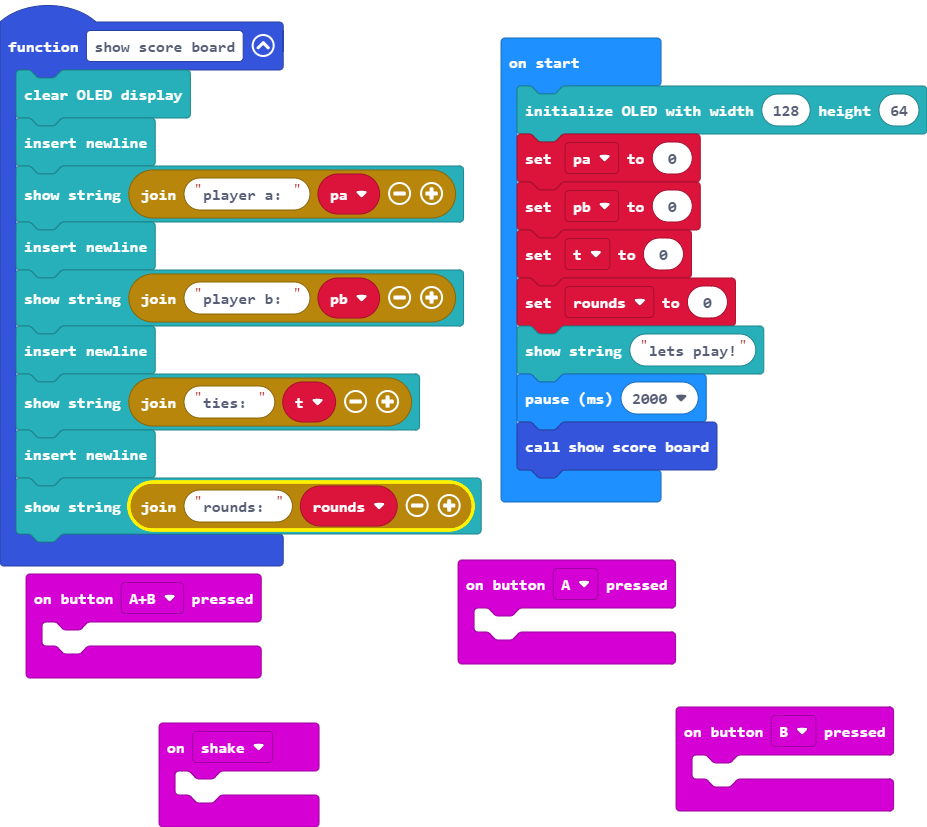 function show score board
clear OLED display
insert newline
show string join "player a: " pa
insert newline
show string join "player b: " pb
insert newline
show string join "ties: " t
insert newline
show string join "rounds: " rounds
on start
initialize OLED with width 128 height 64
set pa to 0
set pb to 0
set t to 0
set rounds to 0
show string "lets play!"
pause (ms) 2000
call show score board
on button A+B pressed
on button A pressed
on shake
on button B pressed